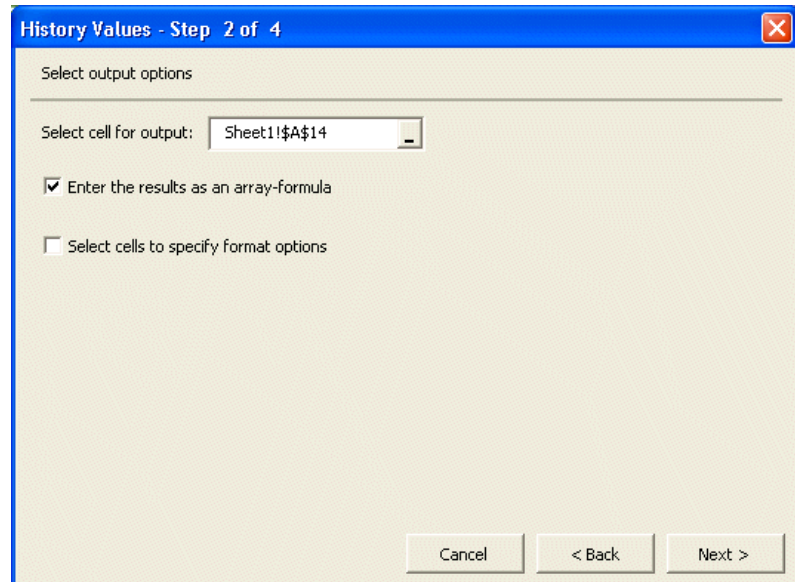 History Values - Step 2 of 4
Select output options
Select cell for output: Sheet1!$A$14
Enter the results as an array-formula
Select cells to specify format options
Cancel < Back Next >